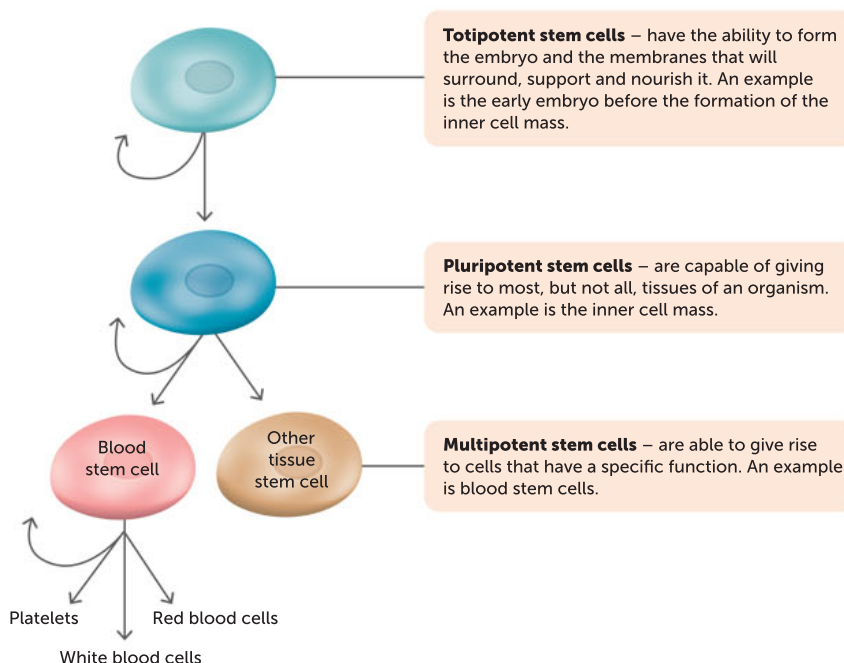 Totipotent stem cells – have the ability to form
the embryo and the membranes that will
surround, support and nourish it. An example
is the early embryo before the formation of the
inner cell mass.
Pluripotent stem cells – are capable of giving
rise to most, but not all, tissues of an organism.
An example is the inner cell mass.
Blood
stem cell
Other
tissue
stem cell
Multipotent stem cells – are able to give rise
to cells that have a specific function. An example
is blood stem cells.
Platelets
Red blood cells
White blood cells